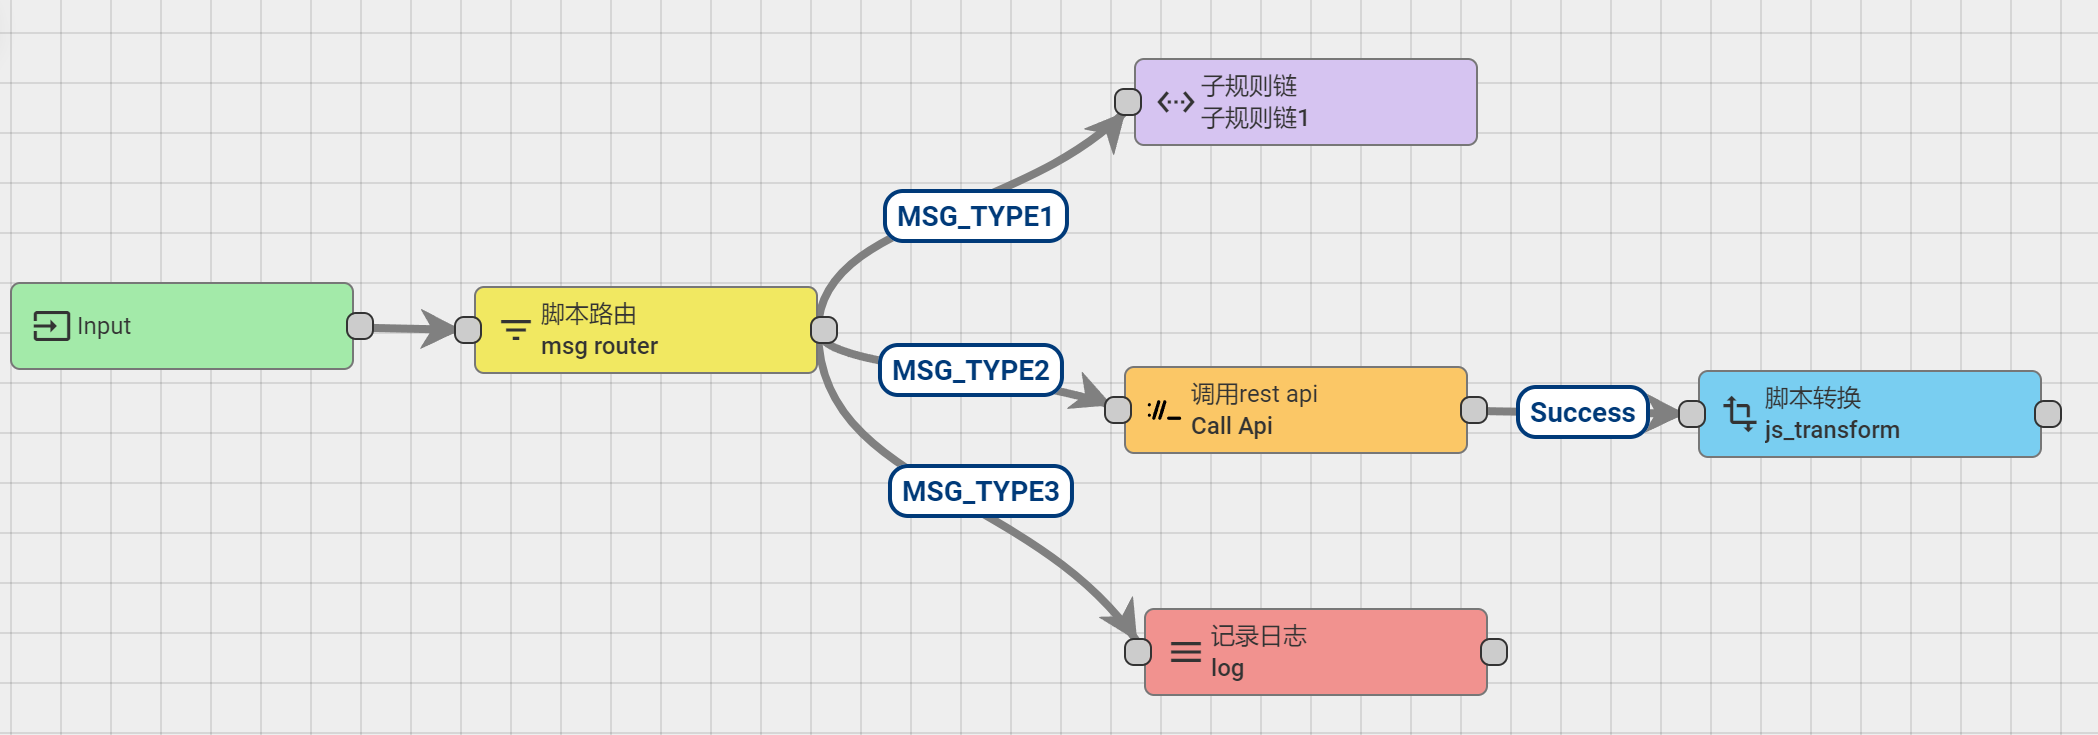 子规则链
子规则链1
MSG_TYPE1
Input
脚本路由
msg router
MSG_TYPE2
调用rest api
Call Api
Success
脚本转换
js_transform
MSG_TYPE3
记录日志
log